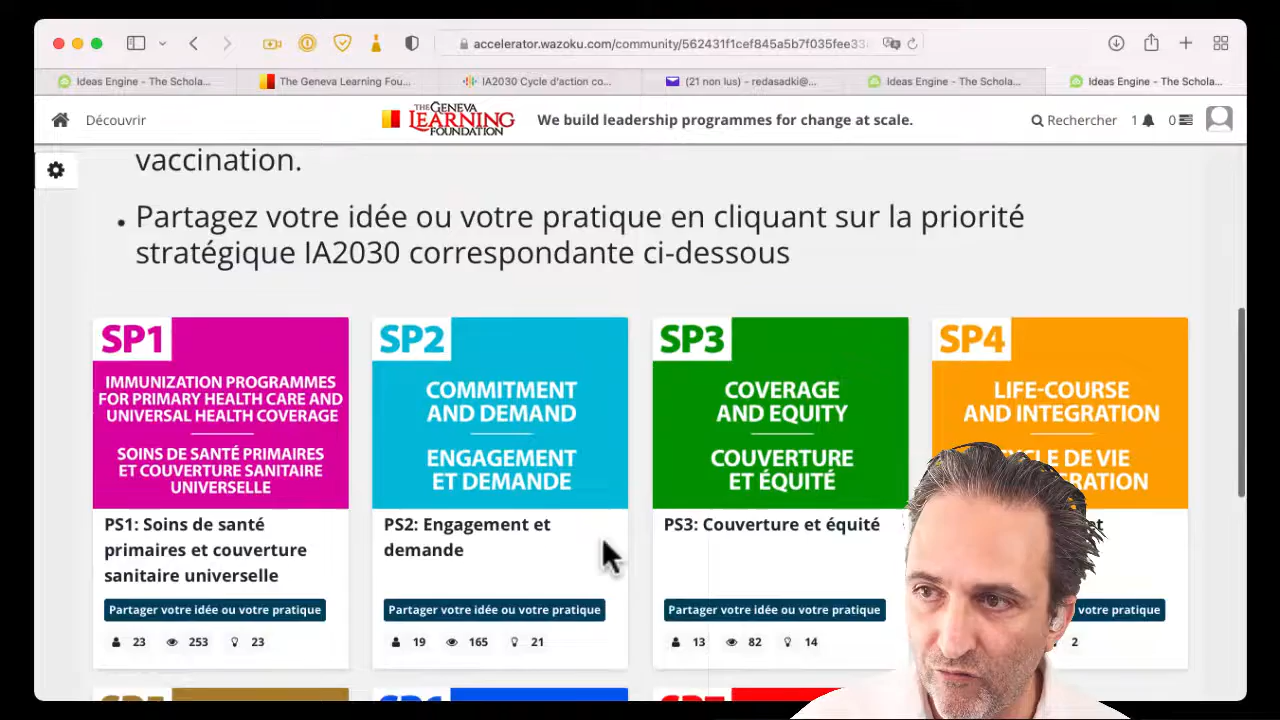 accelerator.wazoku.com/community/562431f1cef845a5b7f035fee33
Ideas Engine – The Schola...
The Geneva Learning Fou...
IA2030 Cycle d'action co...
(21 non lus) – redasadki@...
Ideas Engine – The Schola...
Ideas Engine – The Schola...
Découvrir
THE GENEVA
LEARNING
FOUNDATION
We build leadership programmes for change at scale.
Rechercher
1
0
vaccination.
• Partagez votre idée ou votre pratique en cliquant sur la priorité
stratégique IA2030 correspondante ci-dessous
SP1
IMMUNIZATION PROGRAMMES
FOR PRIMARY HEALTH CARE AND
UNIVERSAL HEALTH COVERAGE
SOINS DE SANTÉ PRIMAIRES
ET COUVERTURE SANITAIRE
UNIVERSELLE
PS1: Soins de santé
primaires et couverture
sanitaire universelle
Partager votre idée ou votre pratique
23 253 23
SP2
COMMITMENT
AND DEMAND
ENGAGEMENT
ET DEMANDE
PS2: Engagement et
demande
Partager votre idée ou votre pratique
19 165 21
SP3
COVERAGE
AND EQUITY
COUVERTURE
ET ÉQUITÉ
PS3: Couverture et équité
Partager votre idée ou votre pratique
13 82 14
SP4
LIFE-COURSE
AND INTEGRATION
DE VIE
et
votre pratique
2